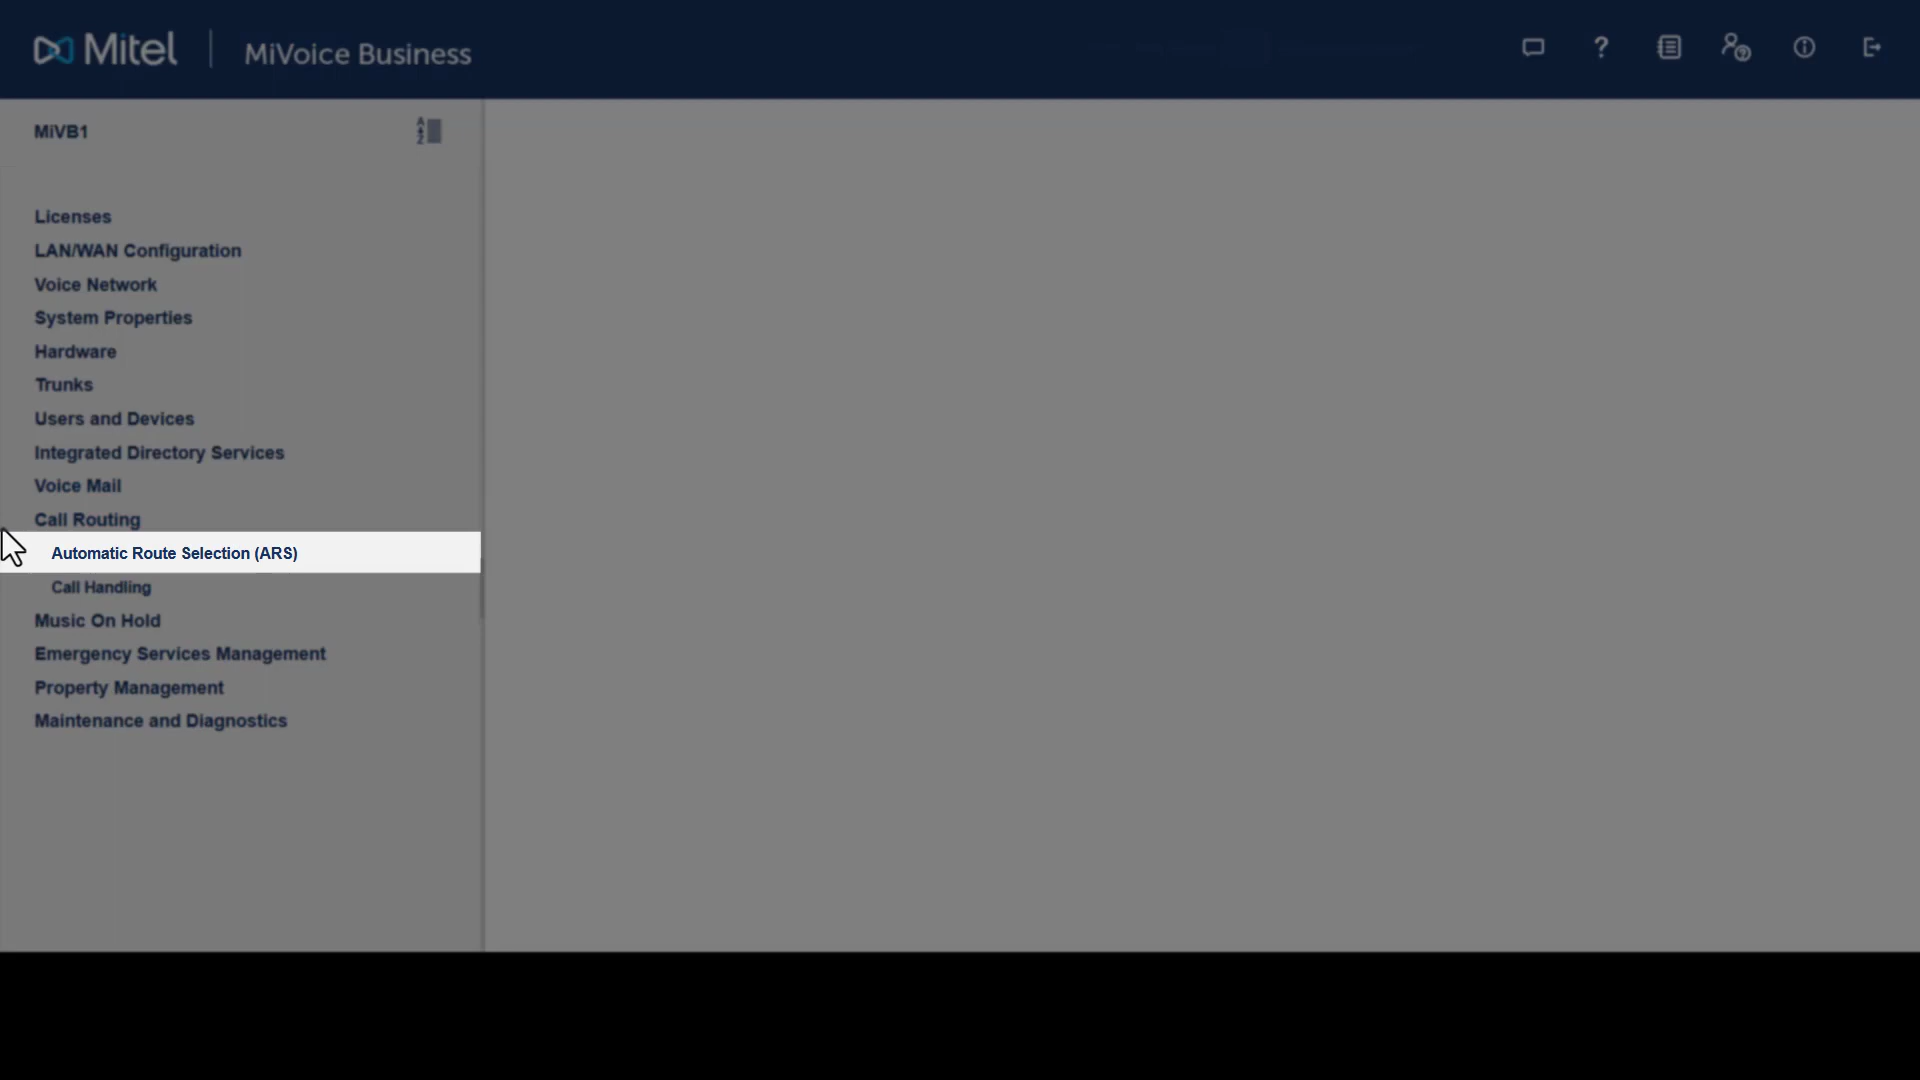 Mitel
MiVoice Business
MiVB1
Licenses
LAN/WAN Configuration
Voice Network
System Properties
Hardware
Trunks
Users and Devices
Integrated Directory Services
Voice Mail
Call Routing
Automatic Route Selection (ARS)
Call Handling
Music On Hold
Emergency Services Management
Property Management
Maintenance and Diagnostics